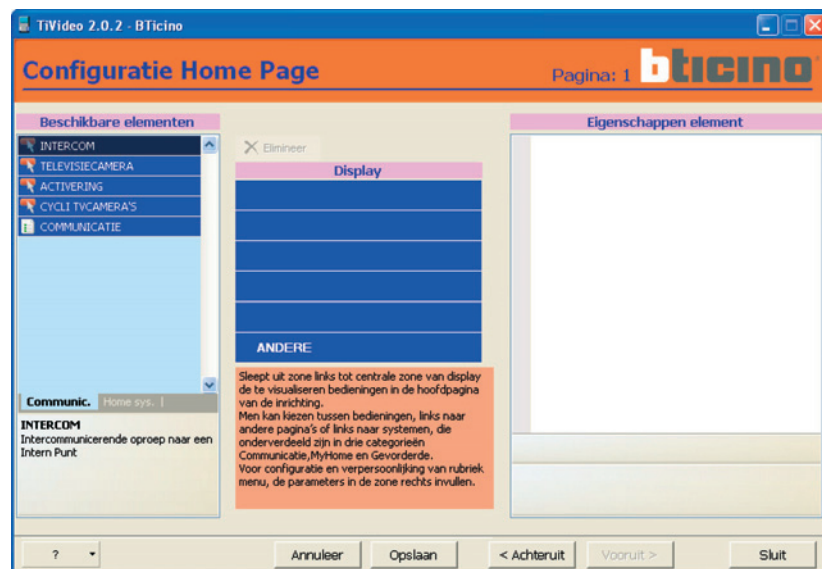 TiVideo 2.0.2 - BTicino
Configuratie Home Page
Pagina: 1
bticino
Beschikbare elementen
INTERCOM
TELEVISIECAMERA
ACTIVERING
CYCLI TVCAMERA'S
COMMUNICATIE
Communic.
Home sys. |
INTERCOM
Intercommunicerende oproep naar een
Intern Punt
Elimineer
Display
ANDERE
Sleept uit zone links tot centrale zone van display
de te visualiseren bedieningen in de hoofdpagina
van de inrichting.
Men kan kiezen tussen bedieningen, links naar
andere pagina's of links naar systemen, die
onderverdeeld zijn in drie categorieën
Communicatie,MyHome en Gevorderde.
Voor configuratie en verpersoonlijking van rubriek
menu, de parameters in de zone rechts invullen.
Eigenschappen element
?
Annuleer
Opslaan
< Achteruit
Vooruit >
Sluit